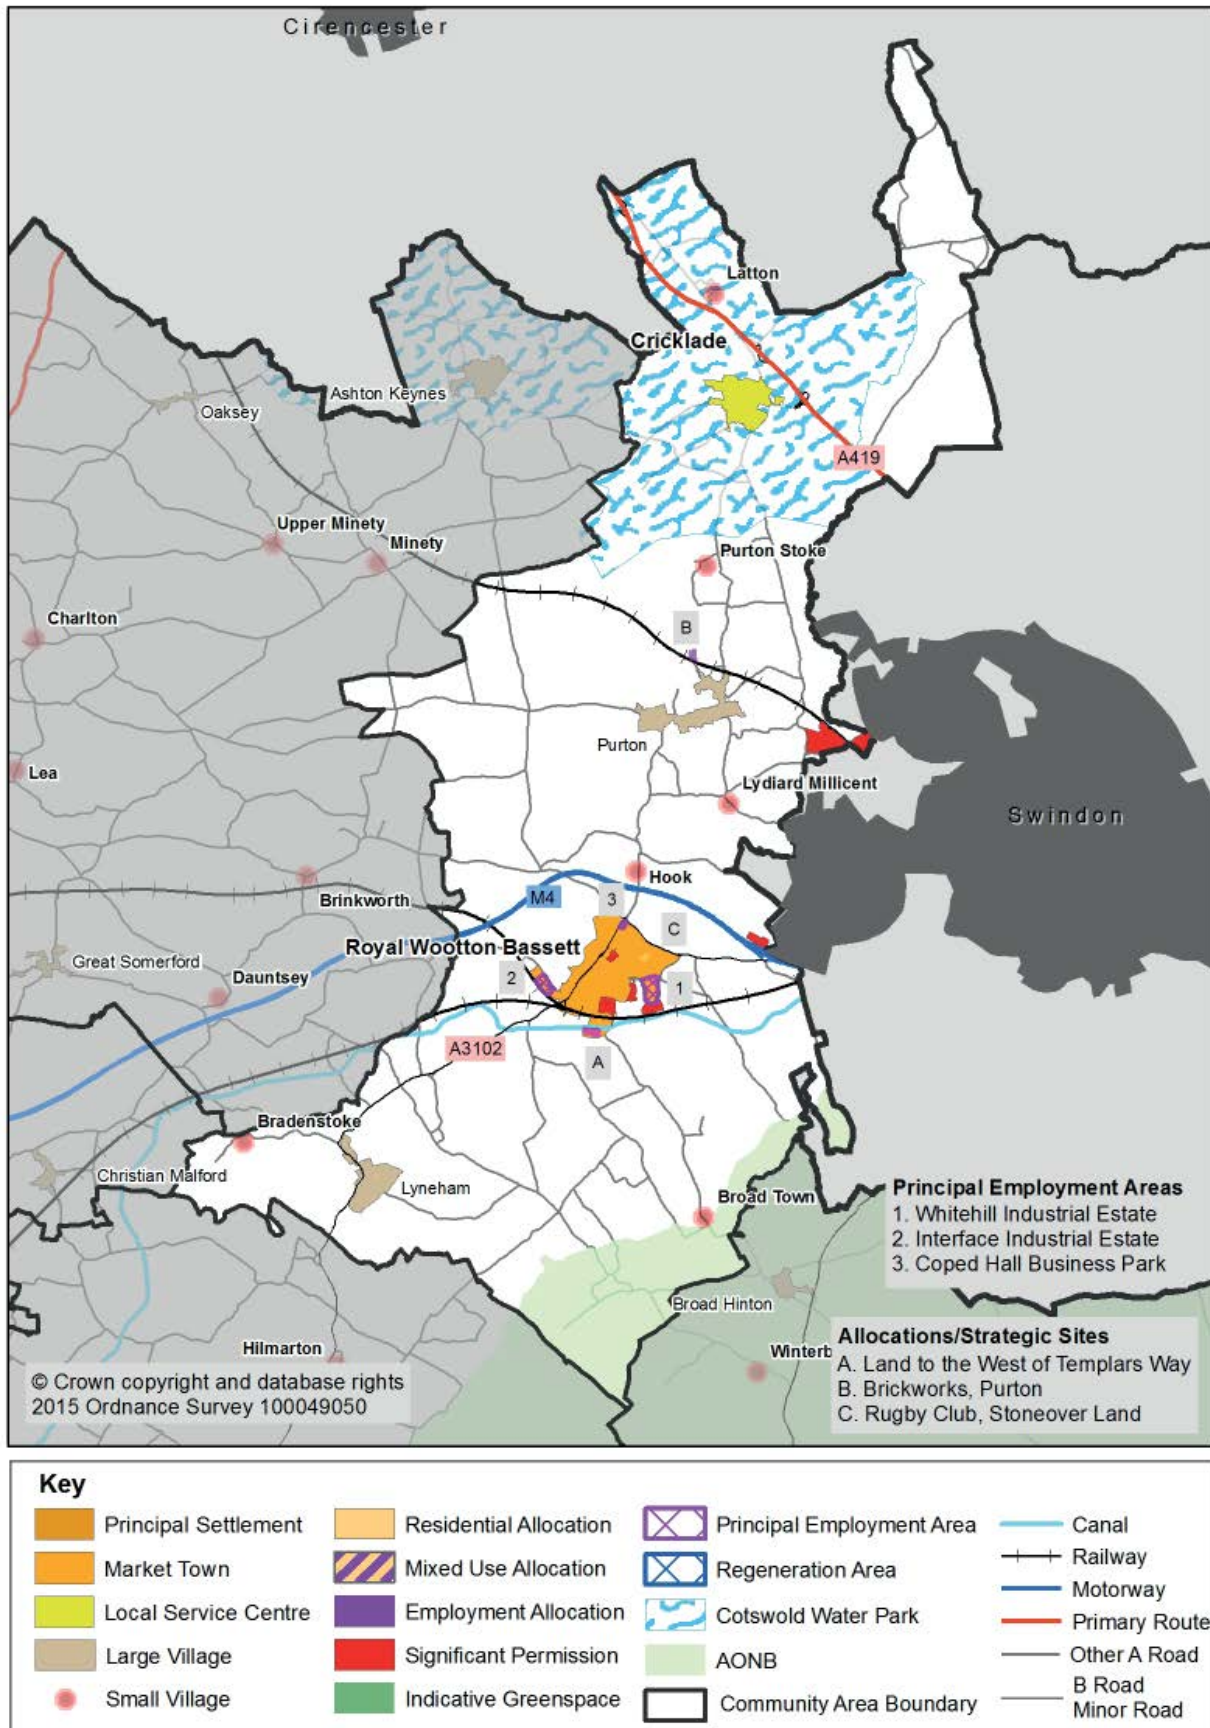 Cirencester
Latton
Cricklade
Ashton Keynes
Oaksey
A419
Upper Minety
Minety
Purton Stoke
Charlton
B
Purton
Lea
Lydiard Millicent
Swindon
Hook
M4
3
Brinkworth
C
Royal Wootton Bassett
Great Somerford
Dauntsey
2
1
A3102
A
Bradenstoke
Christian Malford
Lyneham
Broad Town
Principal Employment Areas
1. Whitehill Industrial Estate
2. Interface Industrial Estate
3. Coped Hall Business Park
Broad Hinton
Hilmarton
Winterb
Allocations/Strategic Sites
A. Land to the West of Templars Way
B. Brickworks, Purton
C. Rugby Club, Stoneover Land
© Crown copyright and database rights
2015 Ordnance Survey 100049050
Key
Principal Settlement
Market Town
Local Service Centre
Large Village
Small Village
Residential Allocation
Mixed Use Allocation
Employment Allocation
Significant Permission
Indicative Greenspace
Principal Employment Area
Regeneration Area
Cotswold Water Park
AONB
Community Area Boundary
Canal
Railway
Motorway
Primary Route
Other A Road
B Road
Minor Road